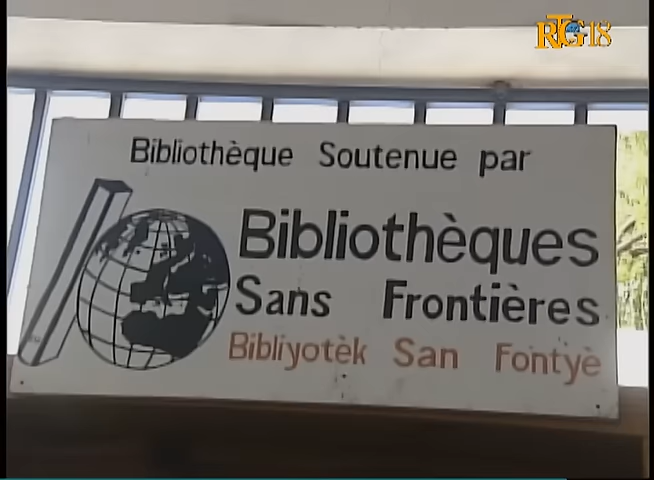 RTG18
Bibliothèque Soutenue par
Bibliothèques
Sans Frontières
Bibliyotèk San Fontyè